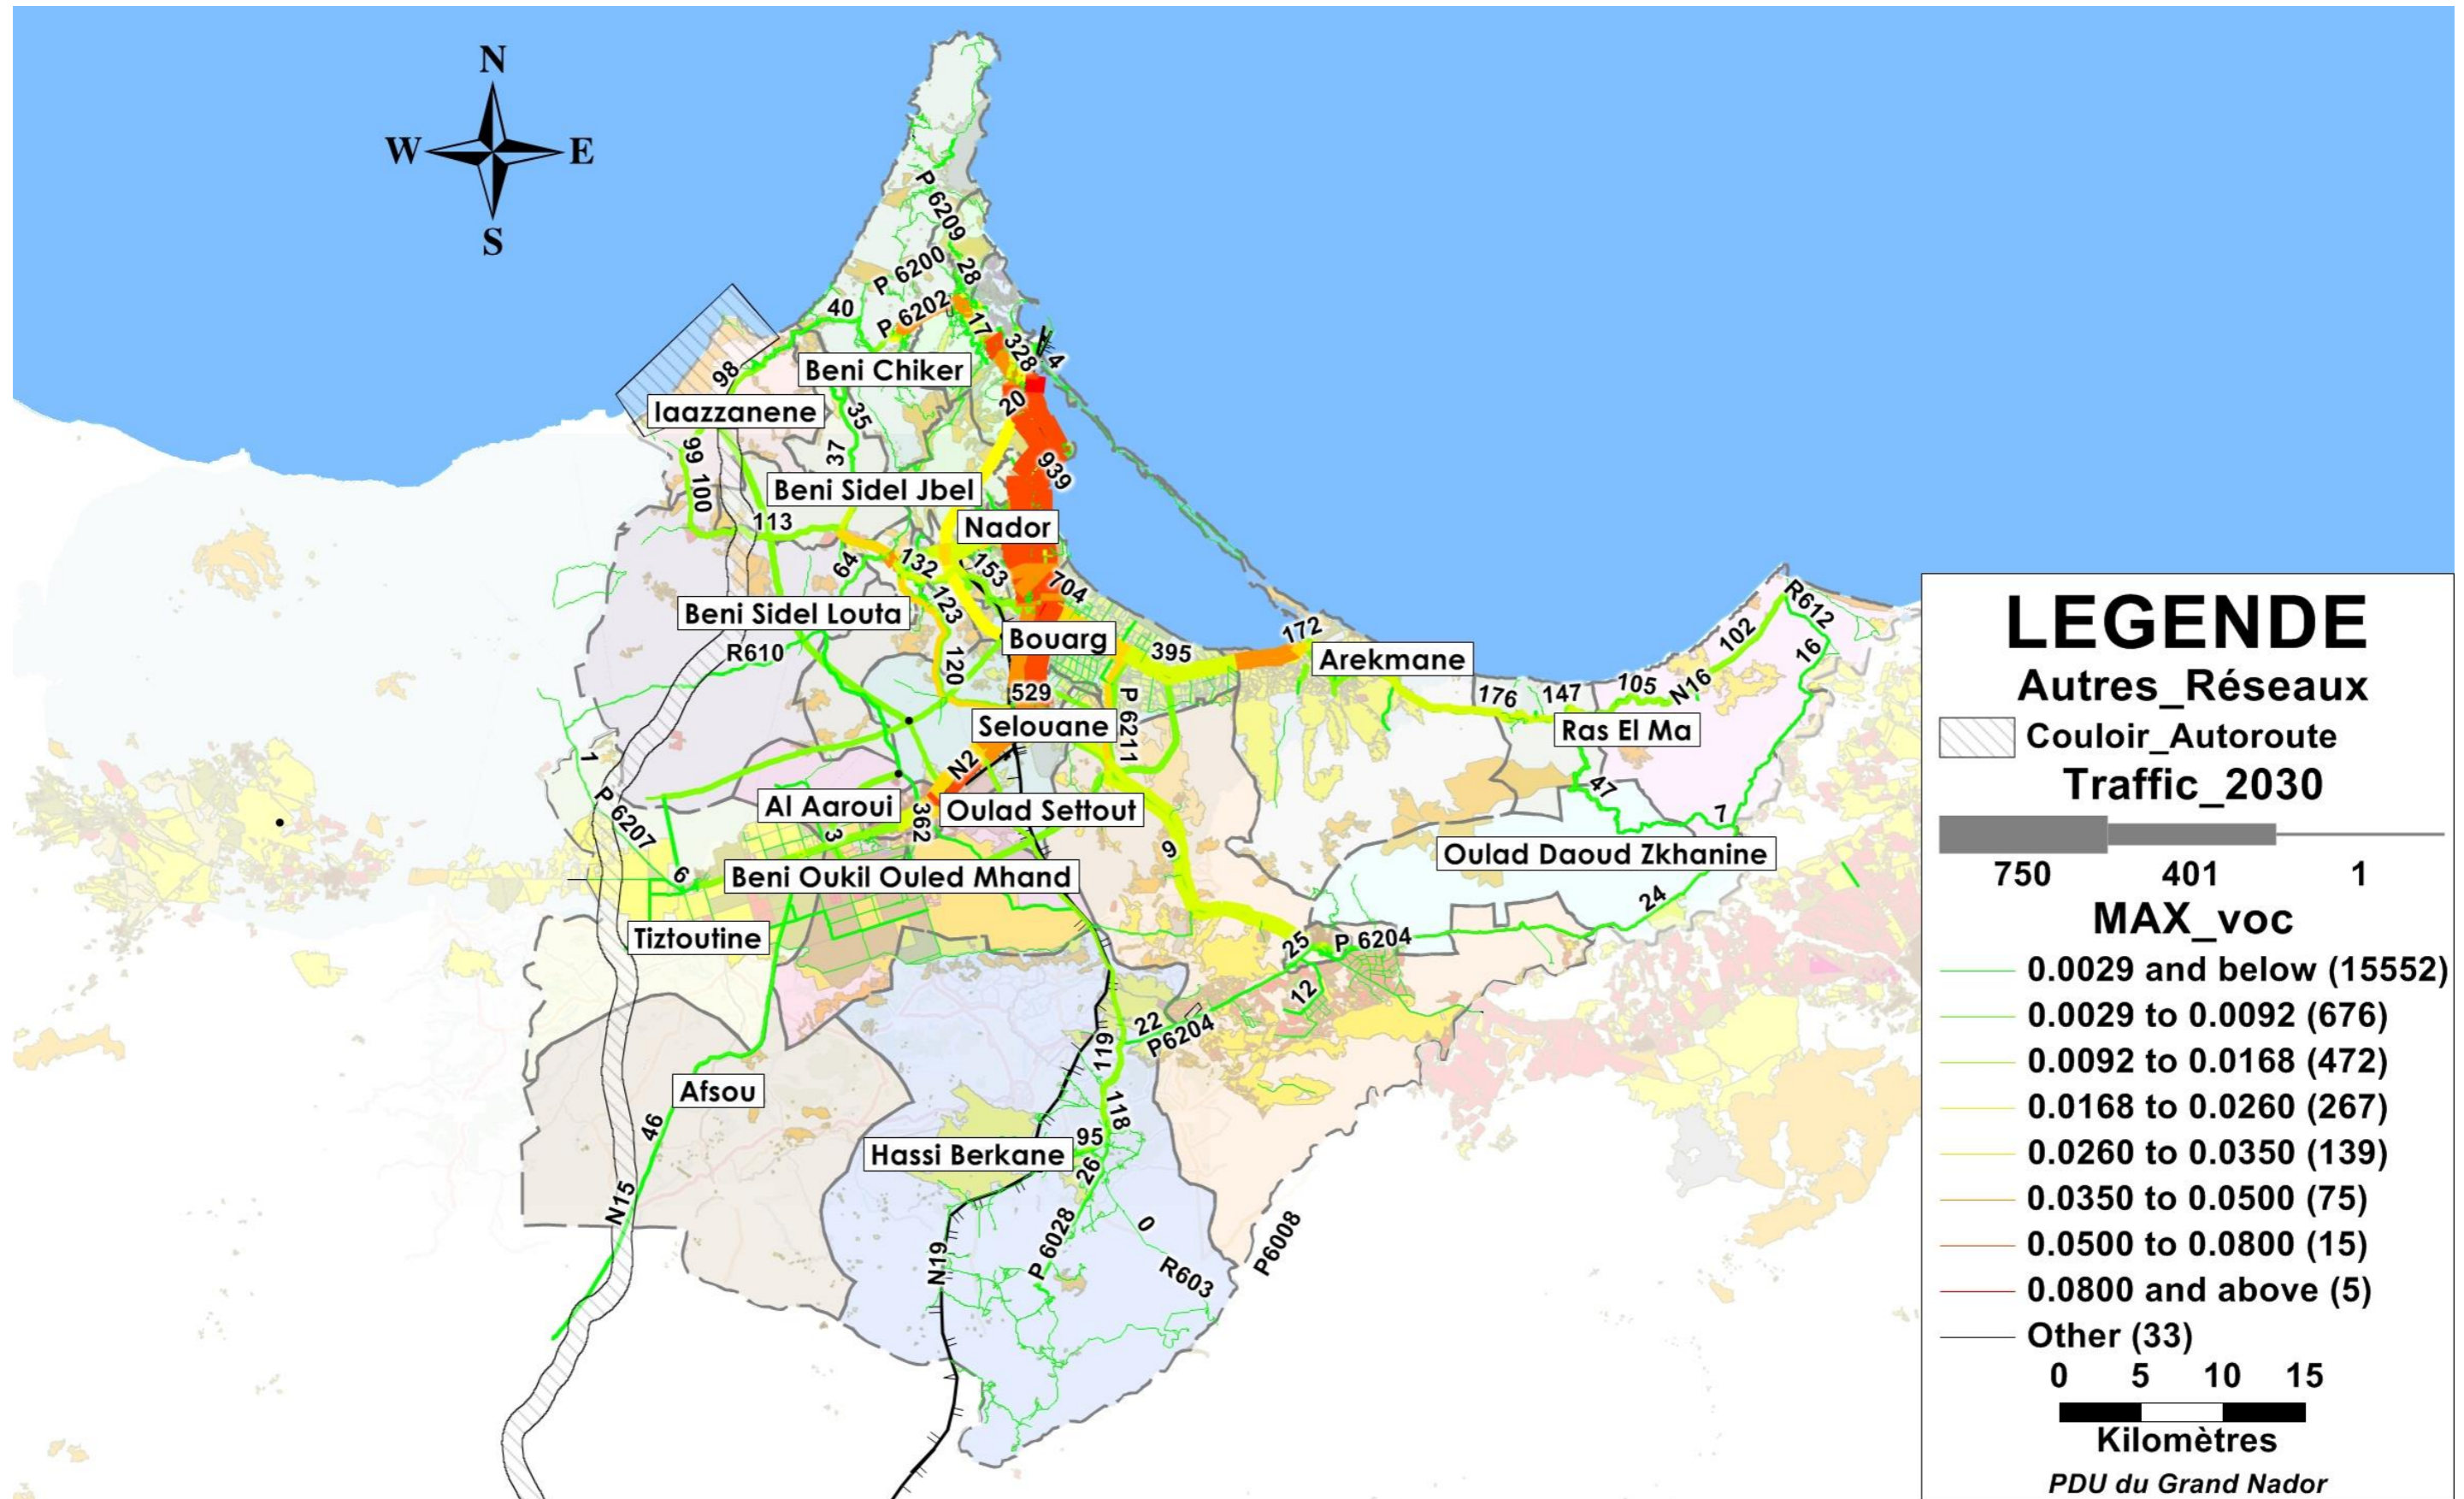 N
W
E
S
P 6209
P 6200
28
40
P 6202
17
328
4
98
Beni Chiker
20
Iaazzanene
35
37
99
100
939
Beni Sidel Jbel
113
Nador
64
132
153
704
123
Beni Sidel Louta
R610
Bouarg
120
395
172
Arekmane
R612
102
16
529
P 6211
176
147
105
N16
Selouane
Ras El Ma
1
N2
P 6207
Al Aaroui
362
Oulad Settout
3
47
7
9
Oulad Daoud Zkhanine
6
Beni Oukil Ouled Mhand
24
Tiztoutine
25
P 6204
12
22
P6204
119
Afsou
118
46
95
Hassi Berkane
26
N15
0
P 6028
P6008
N19
R603
LEGENDE
Autres_Réseaux
Couloir_Autoroute
Traffic_2030
750 401 1
MAX_voc
0.0029 and below (15552)
0.0029 to 0.0092 (676)
0.0092 to 0.0168 (472)
0.0168 to 0.0260 (267)
0.0260 to 0.0350 (139)
0.0350 to 0.0500 (75)
0.0500 to 0.0800 (15)
0.0800 and above (5)
Other (33)
0 5 10 15
Kilomètres
PDU du Grand Nador